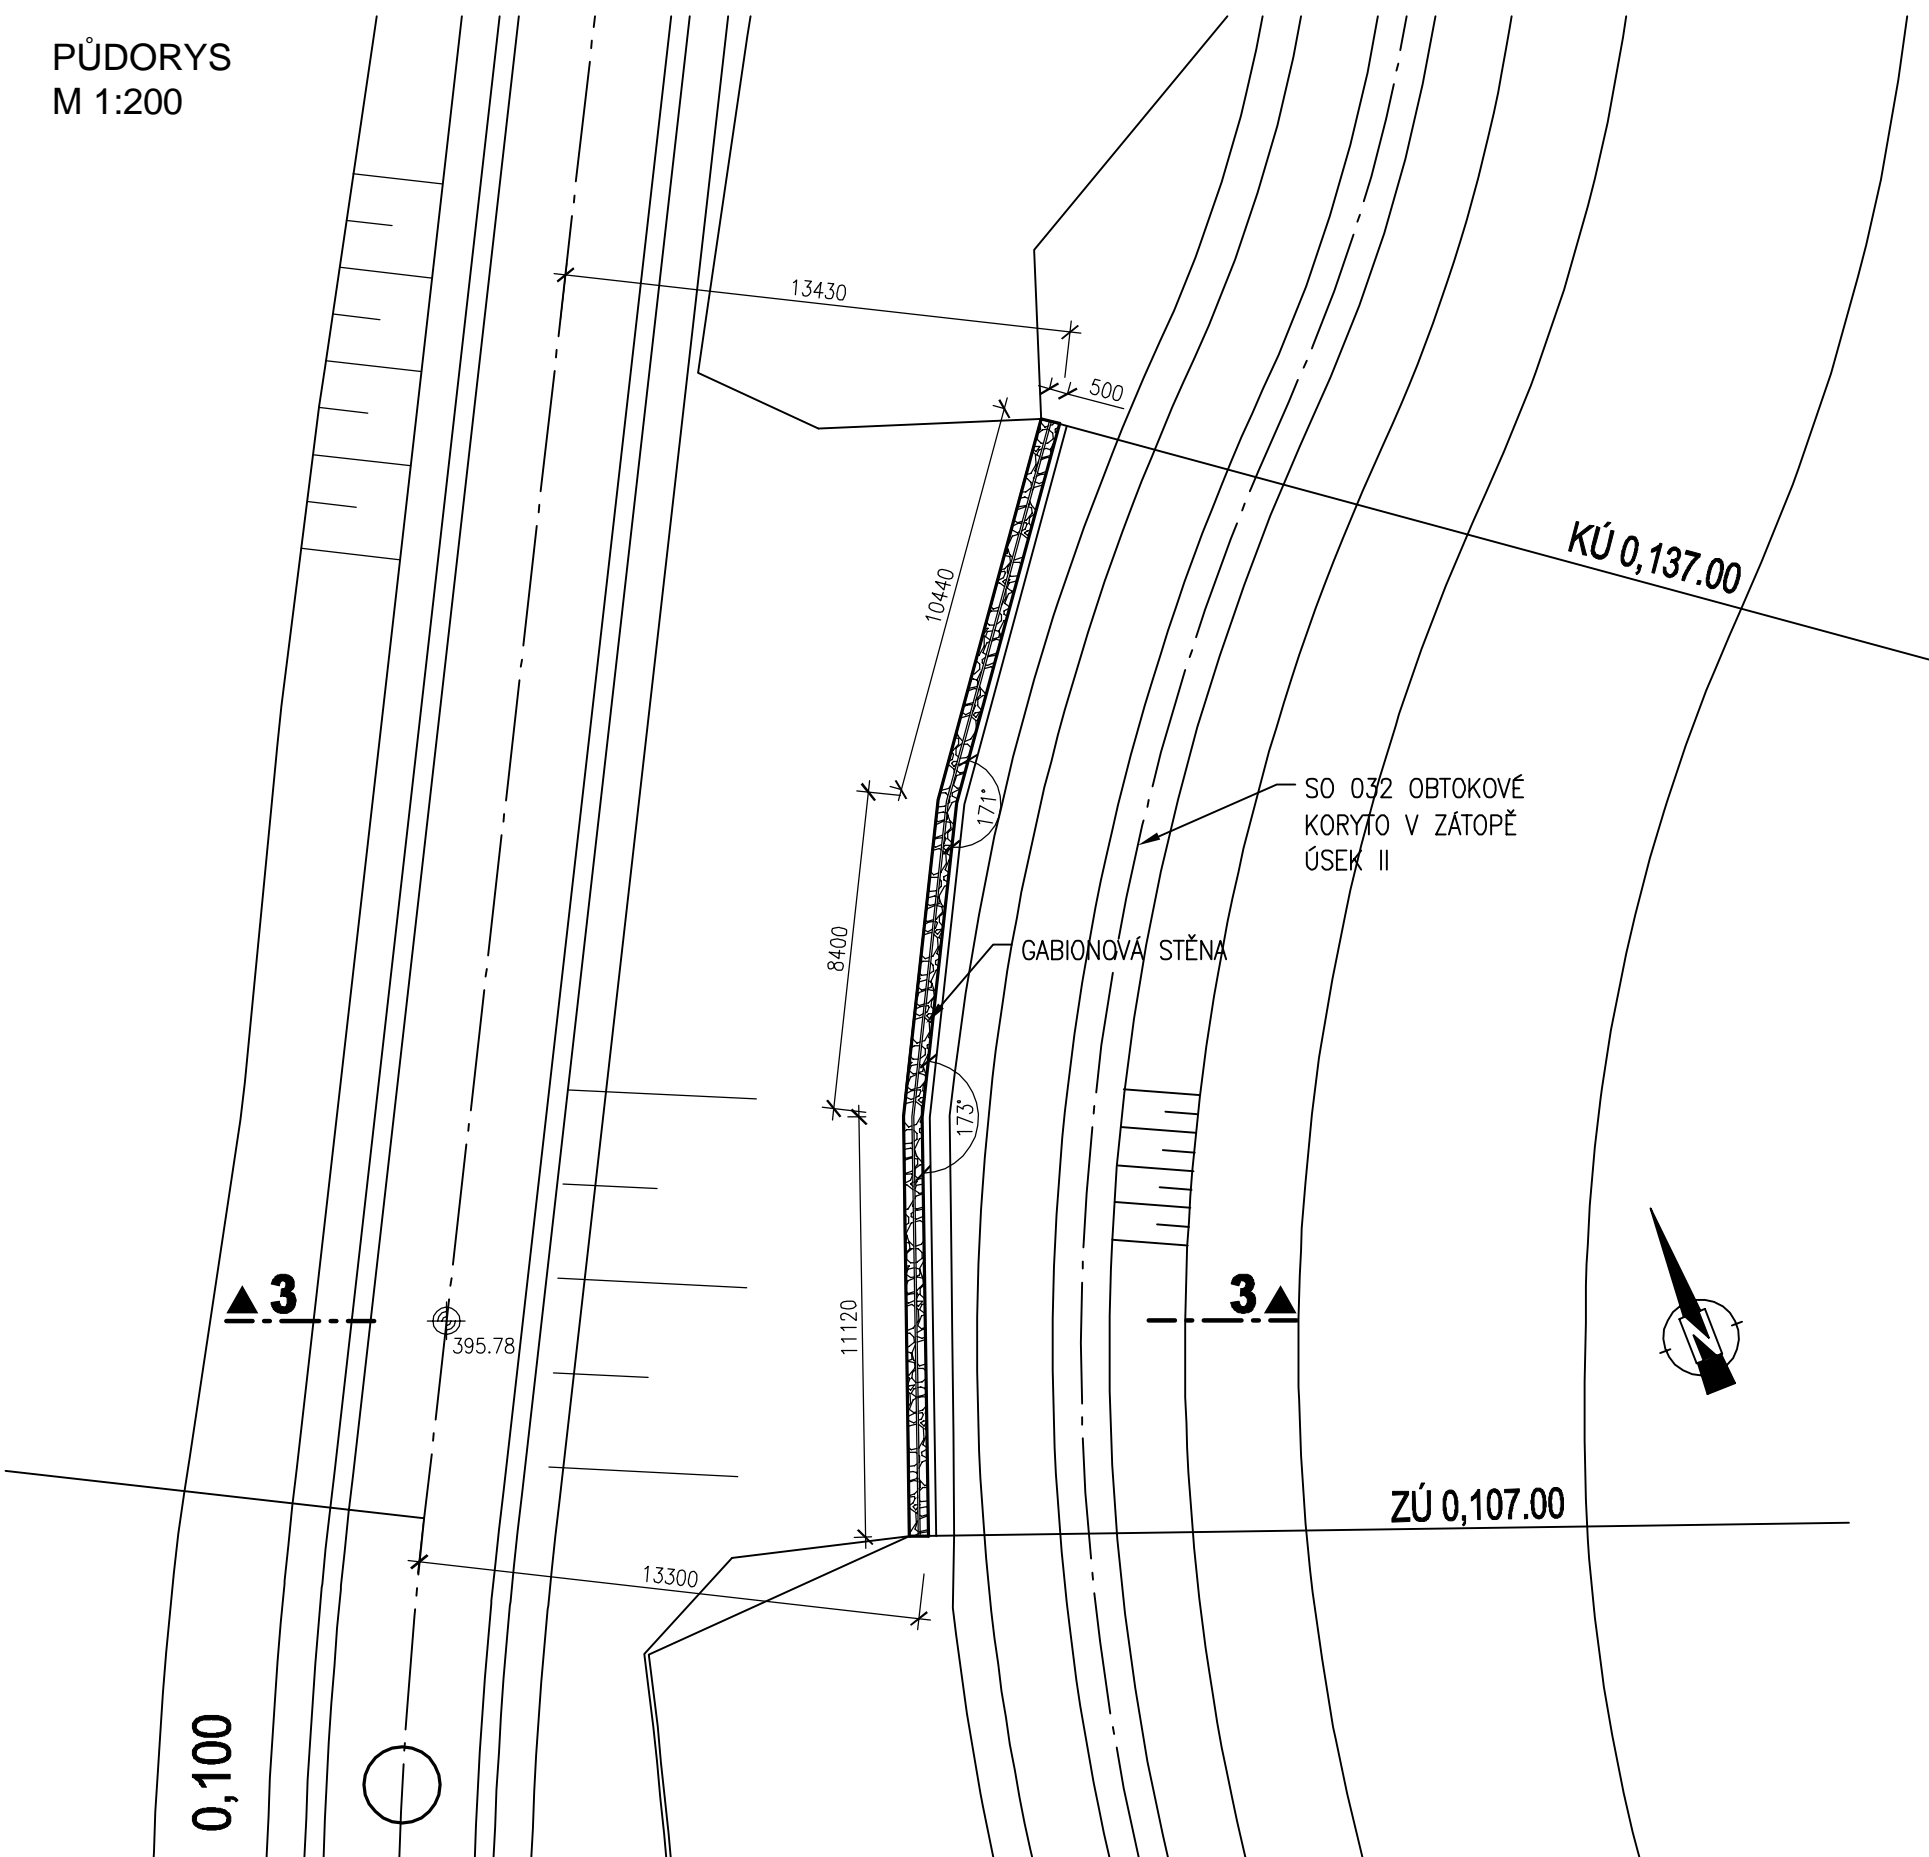 PŮDORYS
M 1:200
13430
500
KÚ 0,137.00
10440
SO 032 OBTOKOVÉ
KORYTO V ZÁTOPĚ
ÚSEK II
171°
8400
GABIONOVÁ STĚNA
173°
3
3
11120
395.78
ZÚ 0,107.00
13300
0,100